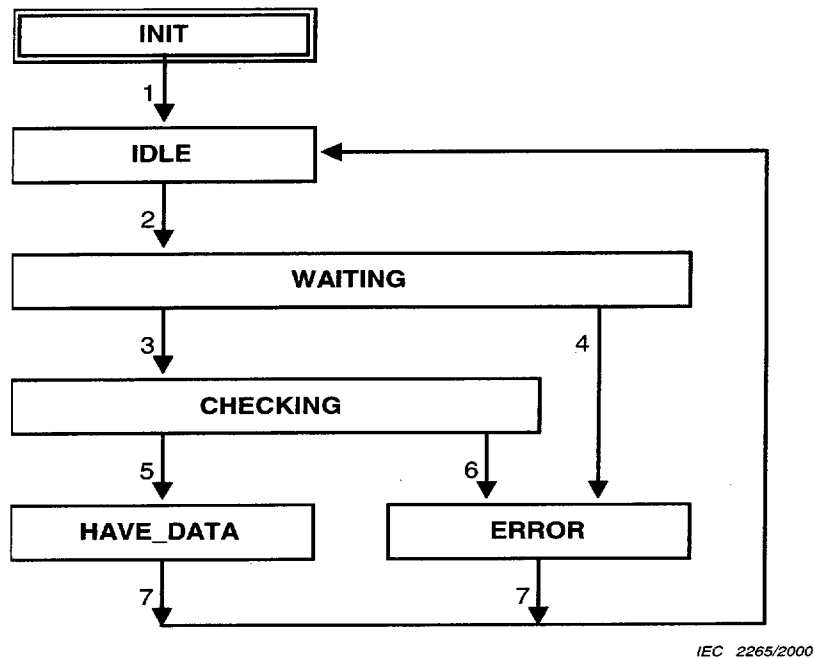 INIT
1
IDLE
2
WAITING
3
4
CHECKING
5
6
HAVE_DATA
ERROR
7
7
IEC 2265/2000